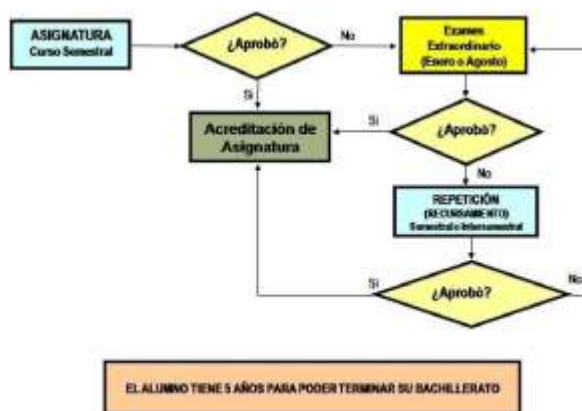 ASIGNATURA
Curso Semestral
¿Aprobó?
No
Examen
Extraordinario
(Enero o Agosto)
Si
Acreditación de
Asignatura
Si
¿Aprobó?
No
REPETICIÓN
(RECURSAMIENTO)
Semestral o Intersemestral
Si
¿Aprobó?
No
EL ALUMNO TIENE 5 AÑOS PARA PODER TERMINAR SU BACHILLERATO